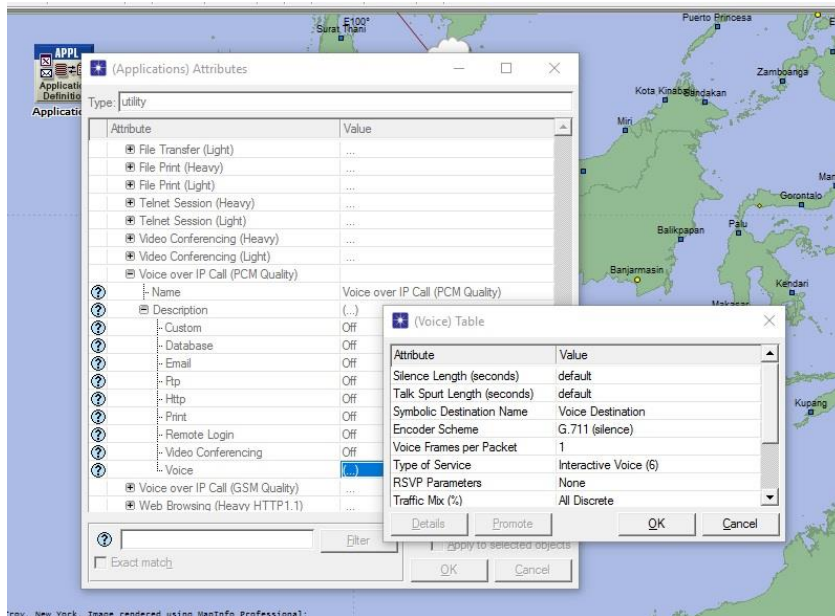 Surat Thani
E100°
Puerto Princesa
APPL
Zamboanga
Kota Kinabalu
Sandakan
Miri
Gorontalo
Palu
Balikpapan
Banjarmasin
Kendari
Kupang
(Applications) Attributes
Type: utility
Attribute Value
File Transfer (Light) ...
File Print (Heavy) ...
File Print (Light) ...
Telnet Session (Heavy) ...
Telnet Session (Light) ...
Video Conferencing (Heavy) ...
Video Conferencing (Light) ...
Voice over IP Call (PCM Quality)
Name Voice over IP Call (PCM Quality)
Description (...)
Custom Off
Database Off
Email Off
Ftp Off
Http Off
Print Off
Remote Login Off
Video Conferencing Off
Voice (...)
Voice over IP Call (GSM Quality) ...
Web Browsing (Heavy HTTP1.1) ...
Filter
Exact match
Apply to selected objects
OK Cancel
(Voice) Table
Attribute Value
Silence Length (seconds) default
Talk Spurt Length (seconds) default
Symbolic Destination Name Voice Destination
Encoder Scheme G.711 (silence)
Voice Frames per Packet 1
Type of Service Interactive Voice (6)
RSVP Parameters None
Traffic Mix (%) All Discrete
Details Promote OK Cancel
New York. Image rendered using MapInfo Professional: